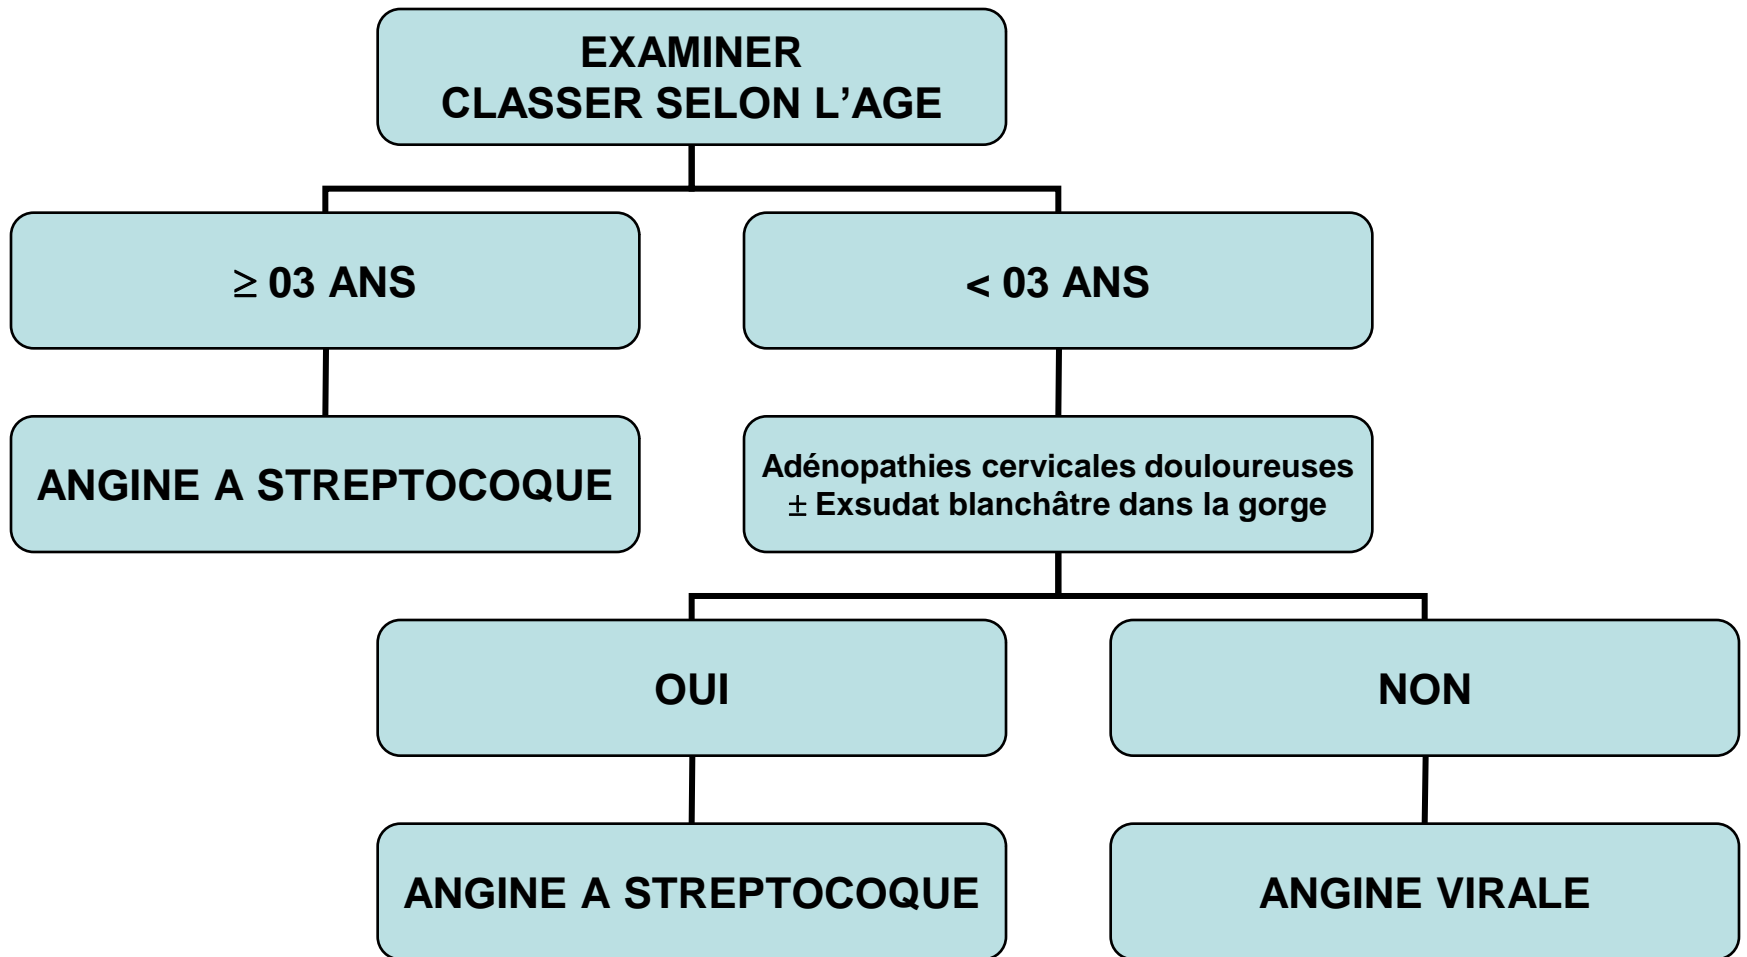 EXAMINER
CLASSER SELON L’AGE
≥ 03 ANS
< 03 ANS
ANGINE A STREPTOCOQUE
Adénopathies cervicales douloureuses
± Exsudat blanchâtre dans la gorge
OUI
NON
ANGINE A STREPTOCOQUE
ANGINE VIRALE